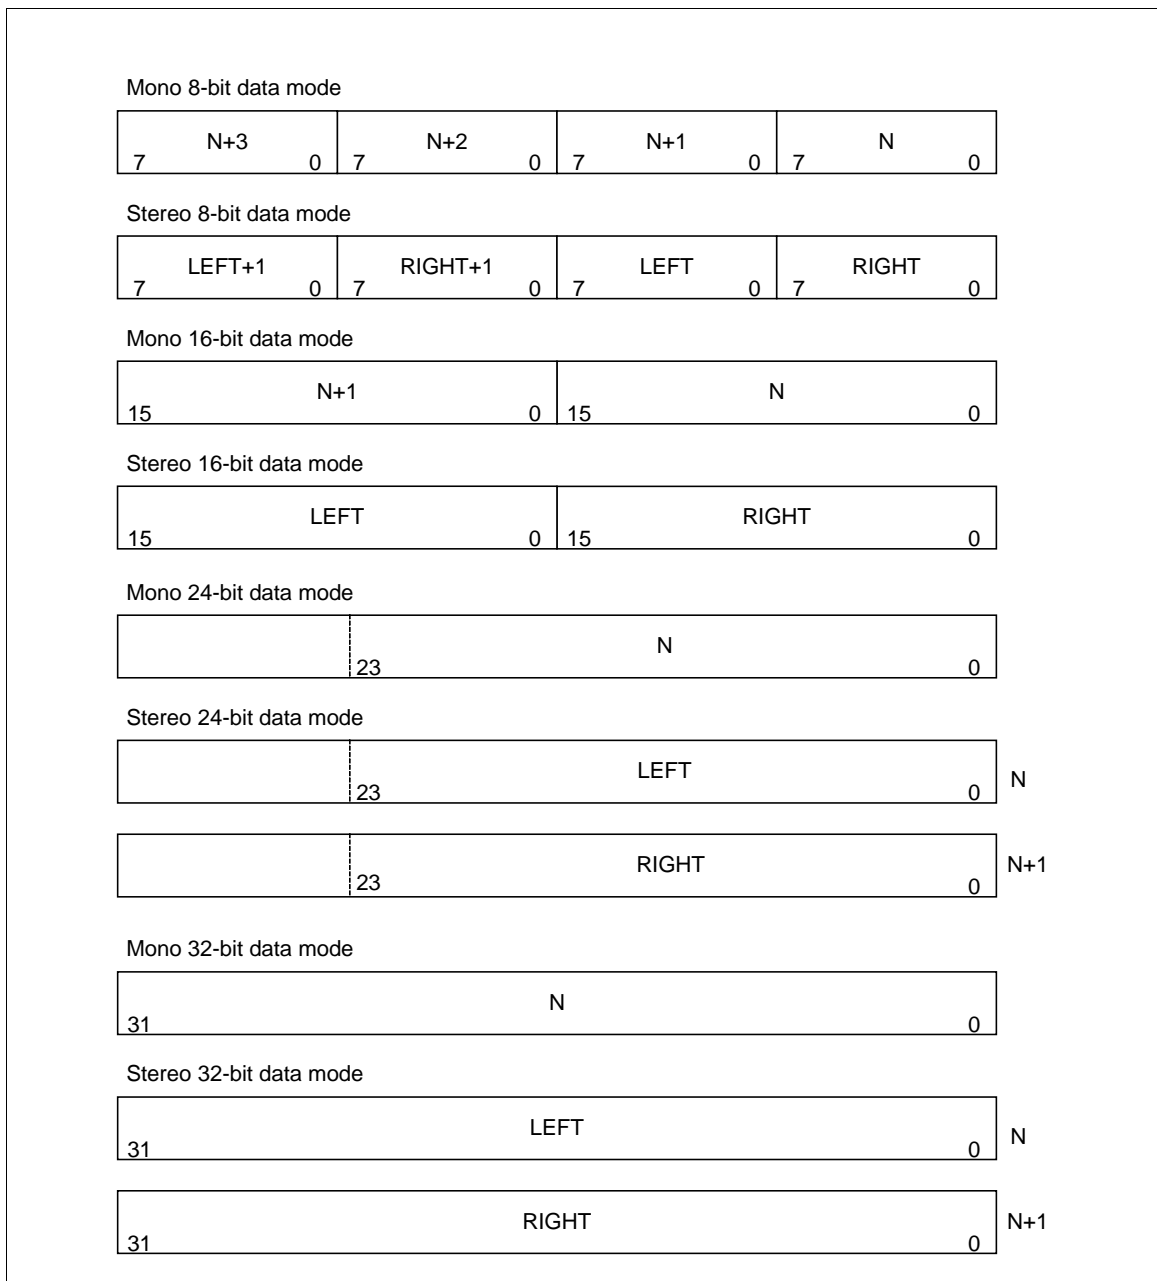 Mono 8-bit data mode
N+3 N+2 N+1 N
7 0 7 0 7 0 7 0
Stereo 8-bit data mode
LEFT+1 RIGHT+1 LEFT RIGHT
7 0 7 0 7 0 7 0
Mono 16-bit data mode
N+1 N
15 0 15 0
Stereo 16-bit data mode
LEFT RIGHT
15 0 15 0
Mono 24-bit data mode
N
23 0
Stereo 24-bit data mode
LEFT
N
23 0
RIGHT
N+1
23 0
Mono 32-bit data mode
N
31 0
Stereo 32-bit data mode
LEFT
N
31 0
RIGHT
N+1
31 0